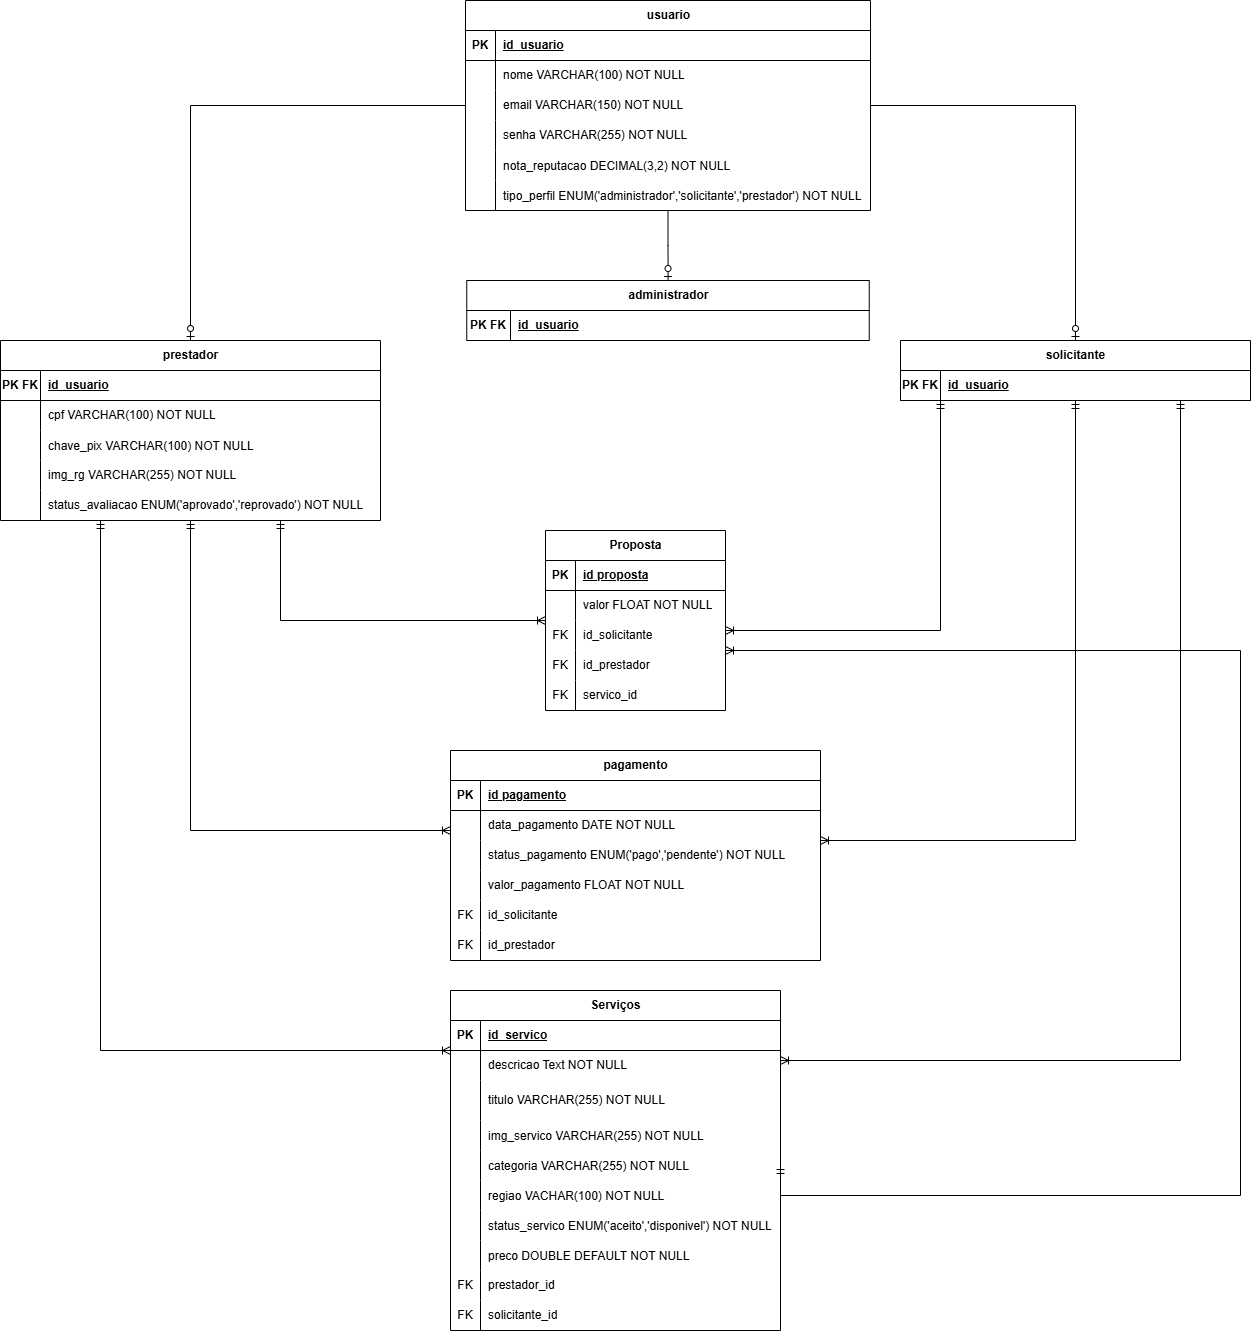 usuario
PK id_usuario
nome VARCHAR(100) NOT NULL
email VARCHAR(150) NOT NULL
senha VARCHAR(255) NOT NULL
nota_reputacao DECIMAL(3,2) NOT NULL
tipo_perfil ENUM('administrador','solicitante','prestador') NOT NULL
administrador
PK FK id_usuario
prestador
PK FK id_usuario
cpf VARCHAR(100) NOT NULL
chave_pix VARCHAR(100) NOT NULL
img_rg VARCHAR(255) NOT NULL
status_avaliacao ENUM('aprovado','reprovado') NOT NULL
solicitante
PK FK id_usuario
Proposta
PK id proposta
valor FLOAT NOT NULL
FK id_solicitante
FK id_prestador
FK servico_id
pagamento
PK id pagamento
data_pagamento DATE NOT NULL
status_pagamento ENUM('pago','pendente') NOT NULL
valor_pagamento FLOAT NOT NULL
FK id_solicitante
FK id_prestador
Serviços
PK id_servico
descricao Text NOT NULL
titulo VARCHAR(255) NOT NULL
img_servico VARCHAR(255) NOT NULL
categoria VARCHAR(255) NOT NULL
regiao VACHAR(100) NOT NULL
status_servico ENUM('aceito','disponivel') NOT NULL
preco DOUBLE DEFAULT NOT NULL
FK prestador_id
FK solicitante_id